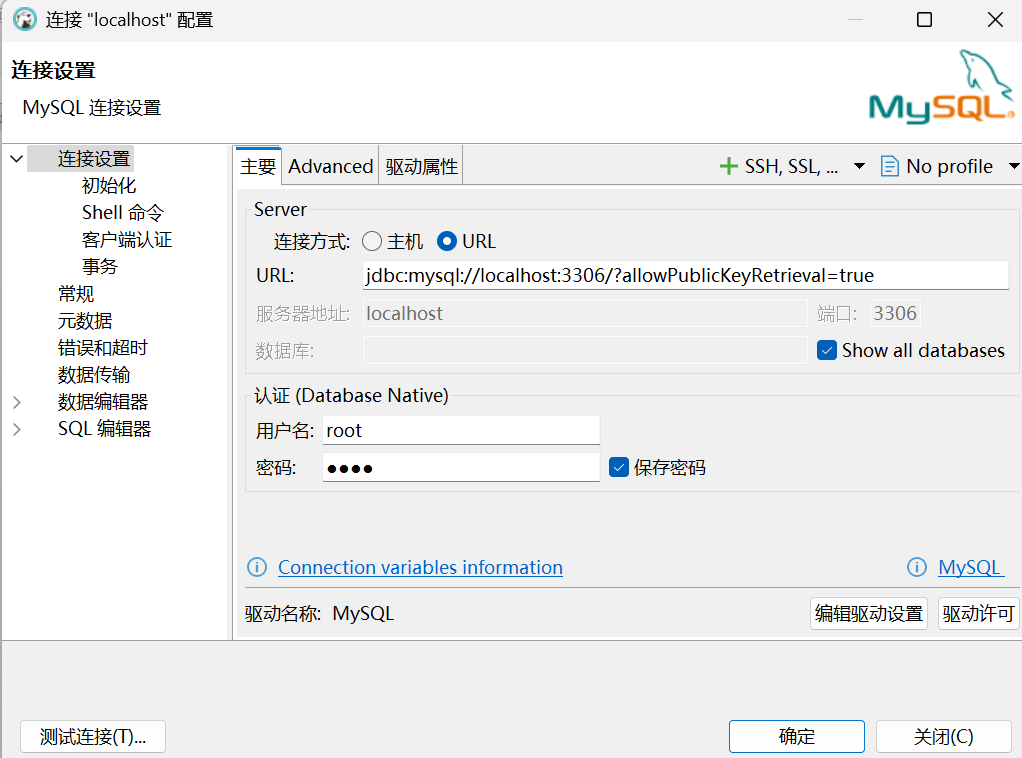 连接 "localhost" 配置
连接设置
MySQL 连接设置
MySQL®
连接设置
初始化
Shell 命令
客户端认证
事务
常规
元数据
错误和超时
数据传输
数据编辑器
SQL 编辑器
主要 Advanced 驱动属性 SSH, SSL, ... No profile
Server
连接方式: 主机 URL
URL: jdbc:mysql://localhost:3306/?allowPublicKeyRetrieval=true
服务器地址: localhost 端口: 3306
数据库: Show all databases
认证 (Database Native)
用户名: root
密码: ●●●● 保存密码
Connection variables information MySQL
驱动名称: MySQL 编辑驱动设置 驱动许可
测试连接(T)... 确定 关闭(C)